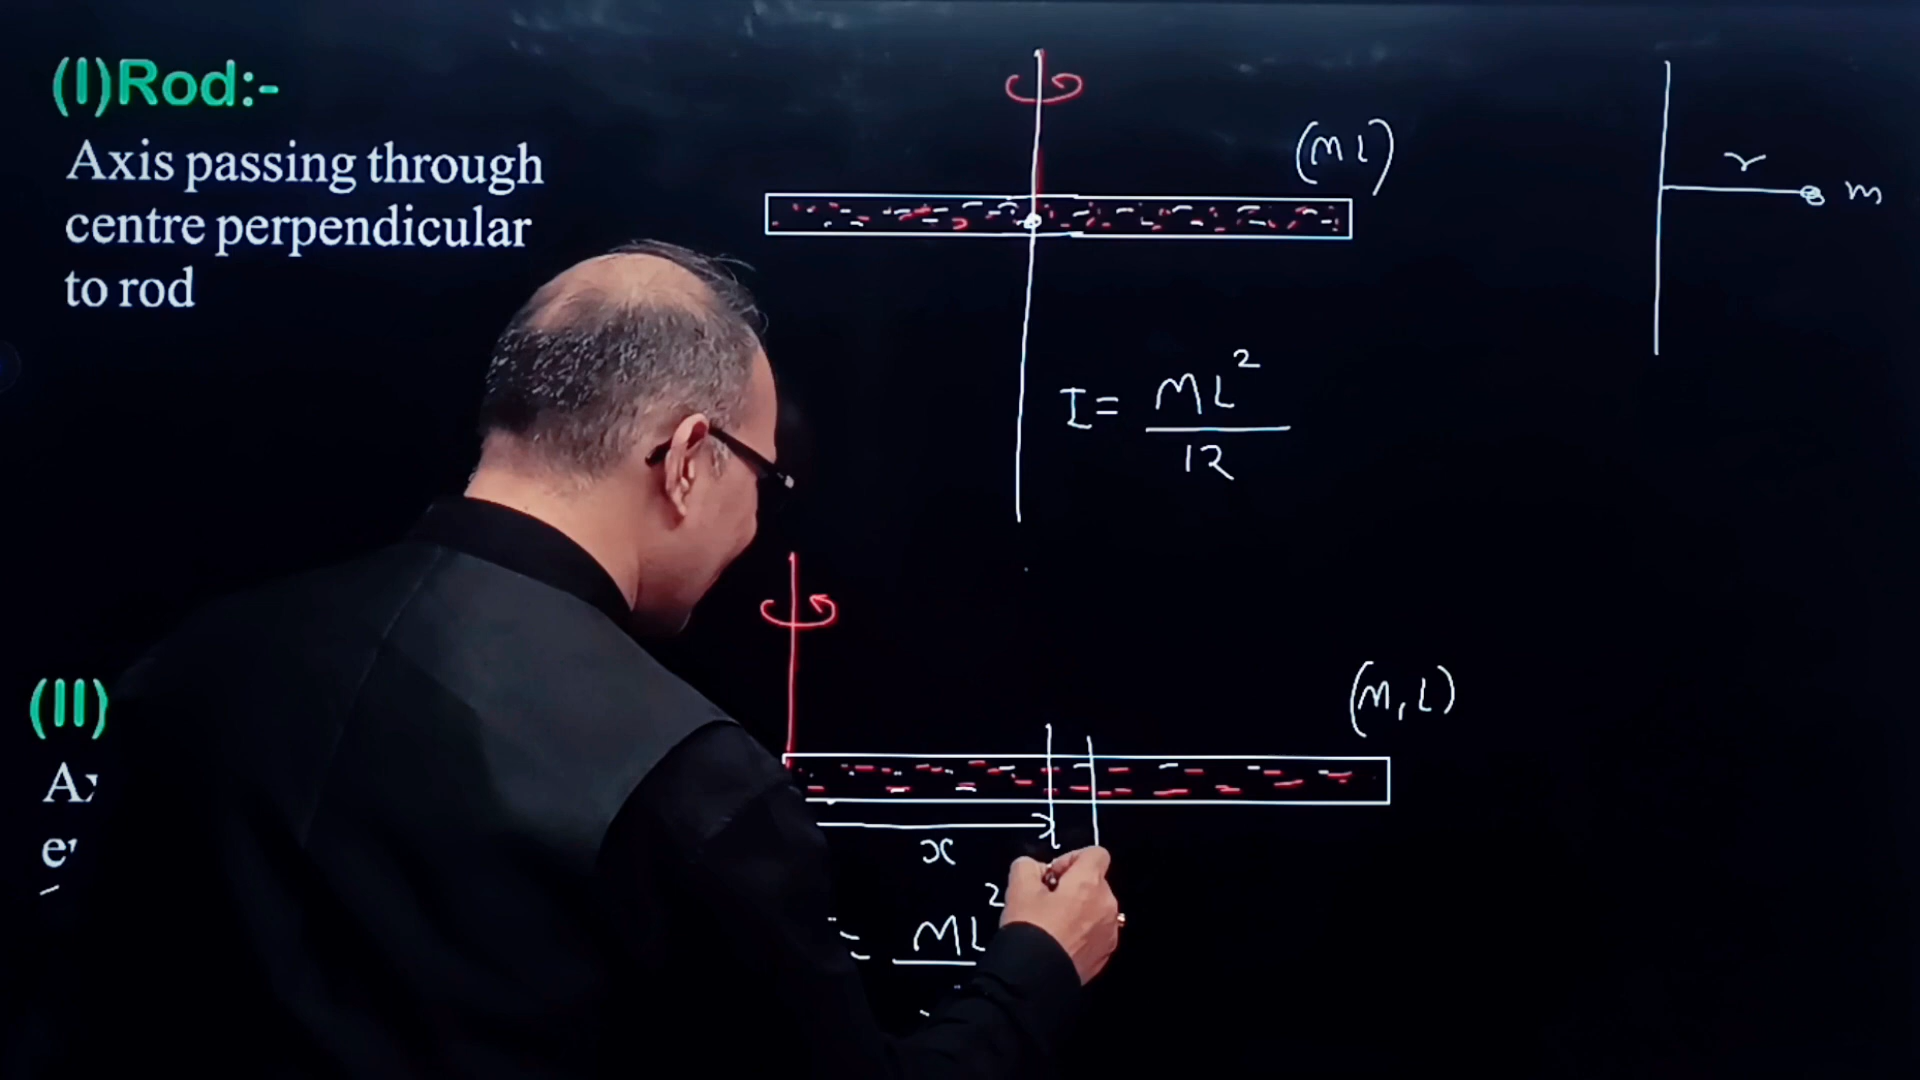 (I)Rod:-
Axis passing through
centre perpendicular
to rod
(ML)
r
m
I = ML²
12
(II)
(M, L)
x
= ML²